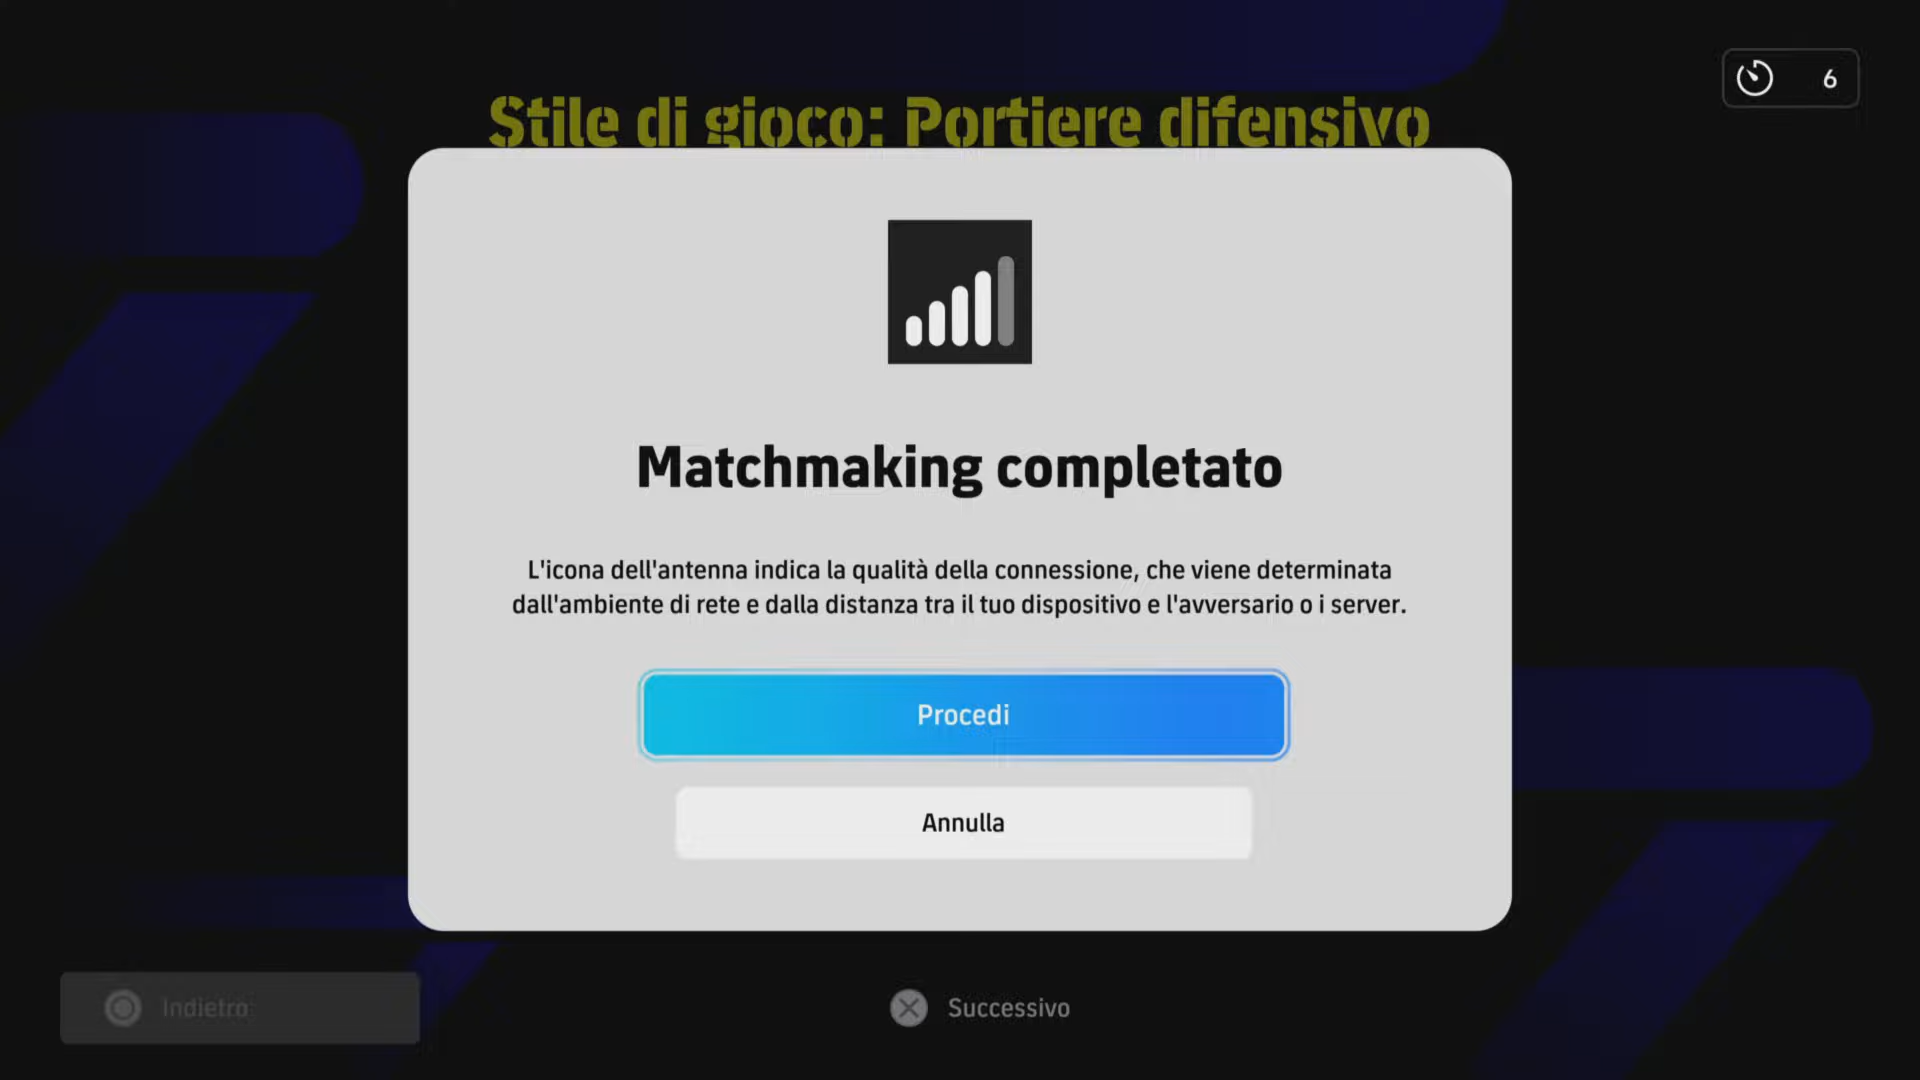 6
Stile di gioco: Portiere difensivo
Matchmaking completato
L'icona dell'antenna indica la qualità della connessione, che viene determinata
dall'ambiente di rete e dalla distanza tra il tuo dispositivo e l'avversario o i server.
Procedi
Annulla
Indietro
Successivo